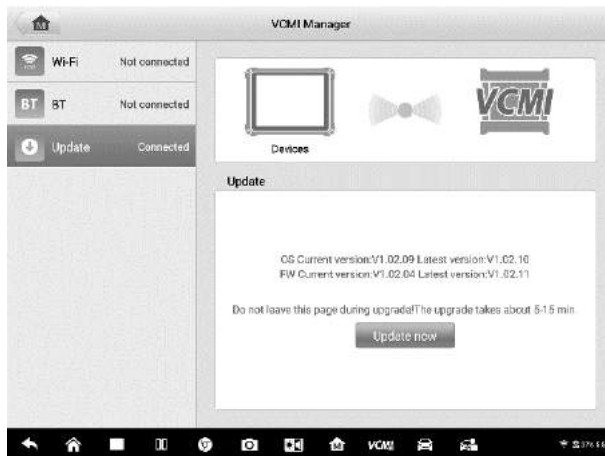 VCMI Manager
Wi-Fi Not connected
BT BT Not connected
Update Connected
VCMI
Devices
Update
OS Current version:V1.02.09 Latest version:V1.02.10
FW Current version:V1.02.04 Latest version:V1.02.11
Do not leave this page during upgrade!The upgrade takes about 5-15 min.
Update now
VCMI